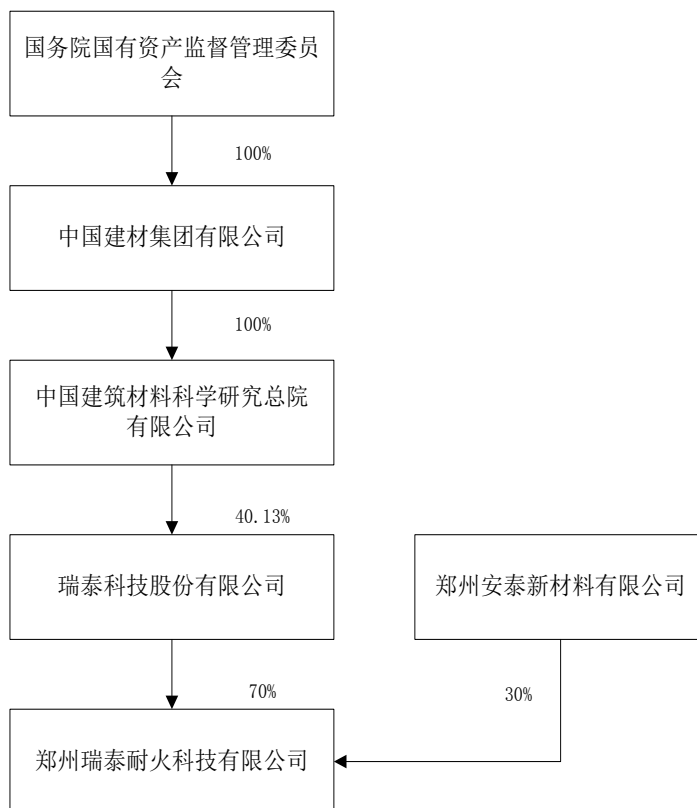 国务院国有资产监督管理委员
会
100%
中国建材集团有限公司
100%
中国建筑材料科学研究总院
有限公司
40.13%
瑞泰科技股份有限公司
郑州安泰新材料有限公司
70%
30%
郑州瑞泰耐火科技有限公司